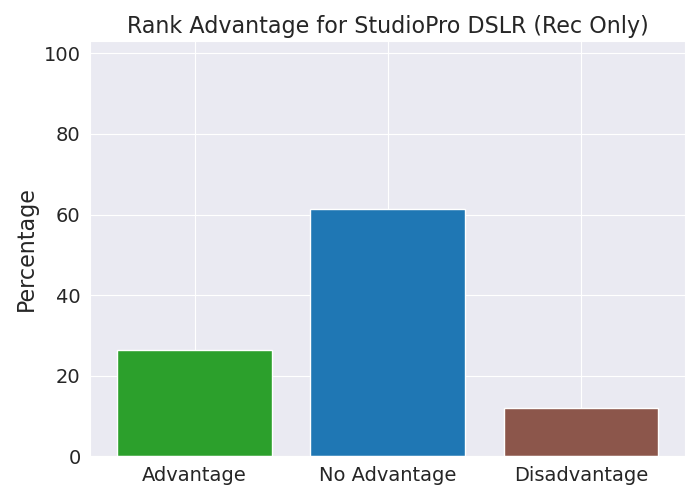 Rank Advantage for StudioPro DSLR (Rec Only)
100
80
60
40
20
0
Percentage
Advantage
No Advantage
Disadvantage